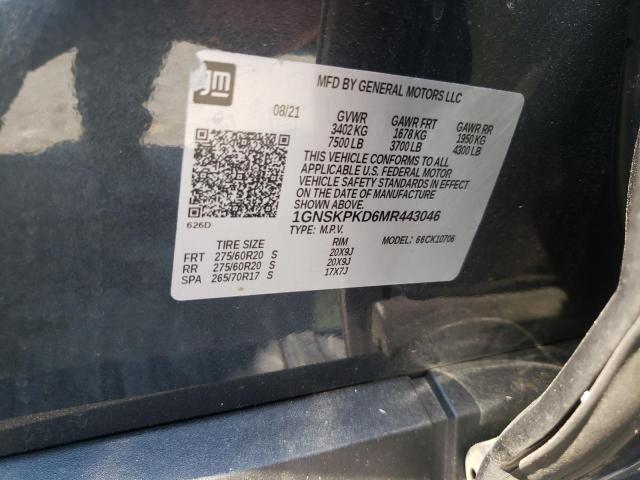 gm
MFD BY GENERAL MOTORS LLC
08/21 GVWR GAWR FRT GAWR RR
3402 KG 1678 KG 1950 KG
7500 LB 3700 LB 4300 LB
THIS VEHICLE CONFORMS TO ALL
APPLICABLE U.S. FEDERAL MOTOR
VEHICLE SAFETY STANDARDS IN EFFECT
ON THE DATE OF MANUFACTURE
SHOWN ABOVE.
1GNSKPKD6MR443046
626D TYPE: M.P.V. MODEL: 66CK10706
TIRE SIZE RIM
FRT 275/60R20 S 20X9J
RR 275/60R20 S 20X9J
SPA 265/70R17 S 17X7J